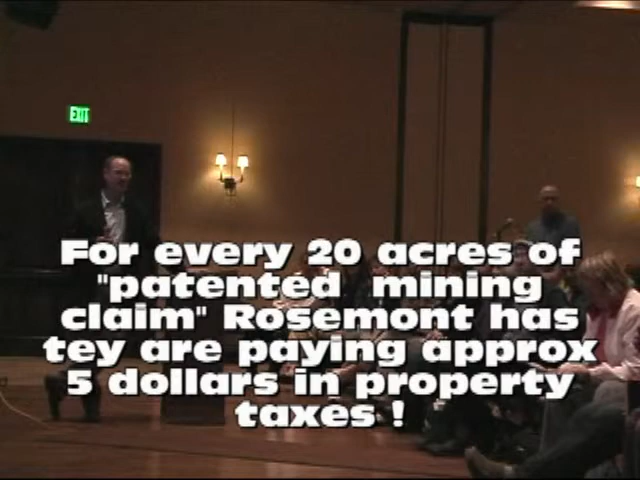 EXIT
For every 20 acres of
"patented mining
claim" Rosemont has
tey are paying approx
5 dollars in property
taxes !